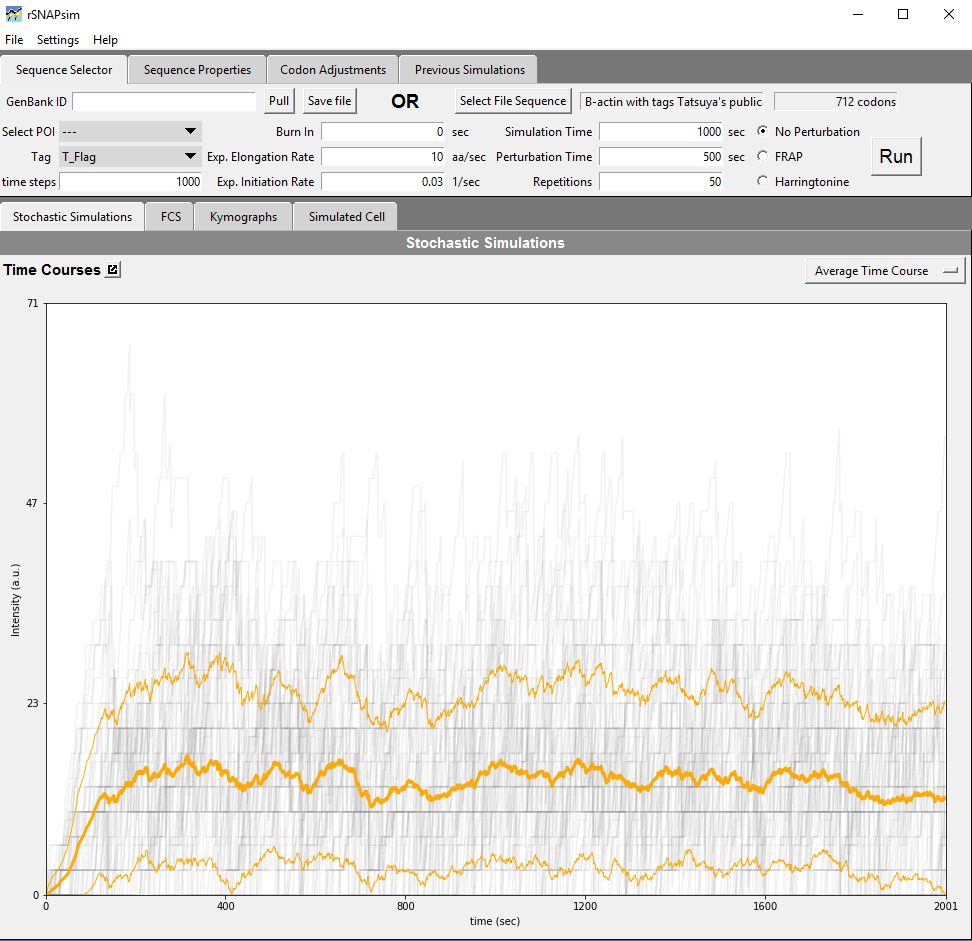 rSNAPsim
File Settings Help
Sequence Selector Sequence Properties Codon Adjustments Previous Simulations
GenBank ID Pull Save file OR Select File Sequence B-actin with tags Tatsuya's public 712 codons
Select POI --- Burn In 0 sec Simulation Time 1000 sec No Perturbation
Tag T_Flag Exp. Elongation Rate 10 aa/sec Perturbation Time 500 sec FRAP Run
time steps 1000 Exp. Initiation Rate 0.03 1/sec Repetitions 50 Harringtonine
Stochastic Simulations FCS Kymographs Simulated Cell
Stochastic Simulations
Time Courses Average Time Course
71
47
Intensity (a.u.)
23
0
0 400 800 1200 1600 2001
time (sec)